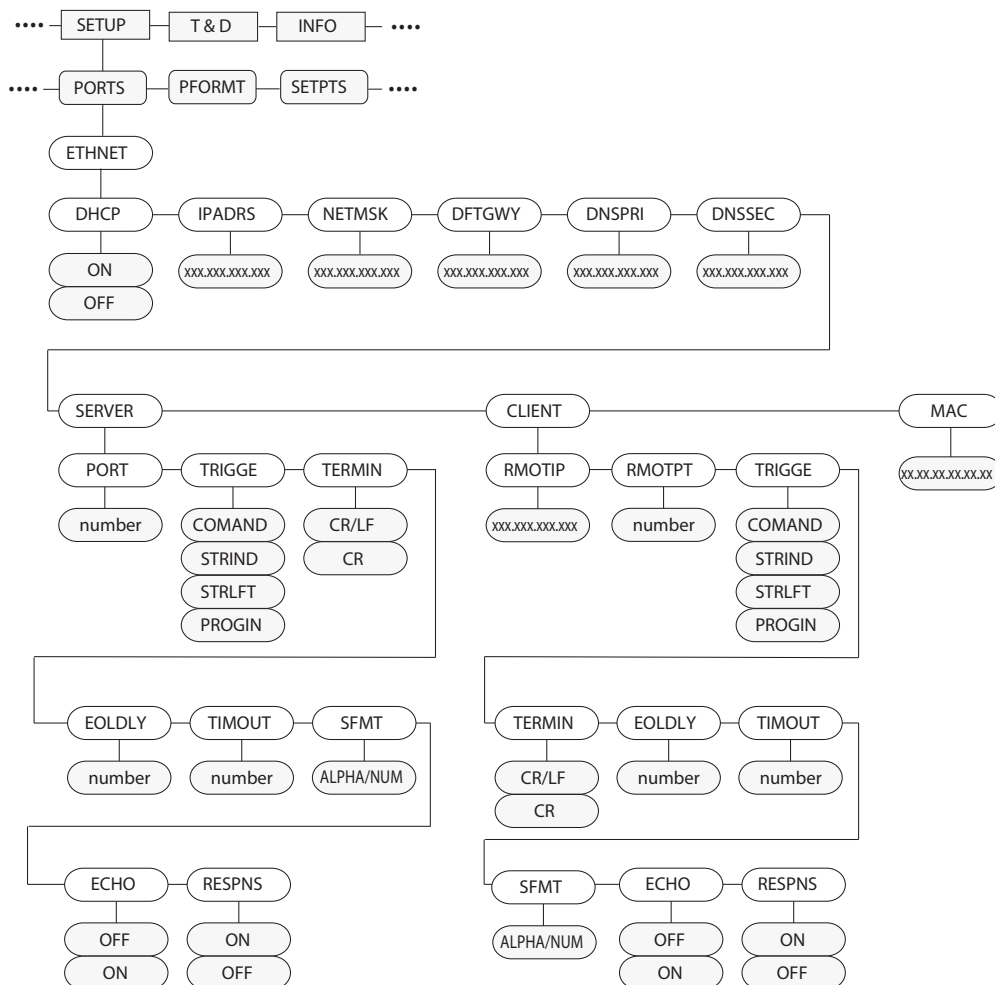 •••• SETUP T & D INFO ••••
•••• PORTS PFORMT SETPTS ••••
ETHNET
DHCP IPADRS NETMSK DFTGWY DNSPRI DNSSEC
ON xxx.xxx.xxx.xxx xxx.xxx.xxx.xxx xxx.xxx.xxx.xxx xxx.xxx.xxx.xxx xxx.xxx.xxx.xxx
OFF
SERVER CLIENT MAC
PORT TRIGGE TERMIN RMOTIP RMOTPT TRIGGE xx.xx.xx.xx.xx.xx
number COMAND CR/LF xxx.xxx.xxx.xxx number COMAND
STRIND CR STRIND
STRLFT STRLFT
PROGIN PROGIN
EOLDLY TIMOUT SFMT TERMIN EOLDLY TIMOUT
number number ALPHA/NUM CR/LF number number
CR
ECHO RESPNS SFMT ECHO RESPNS
OFF ON ALPHA/NUM OFF ON
ON OFF ON OFF